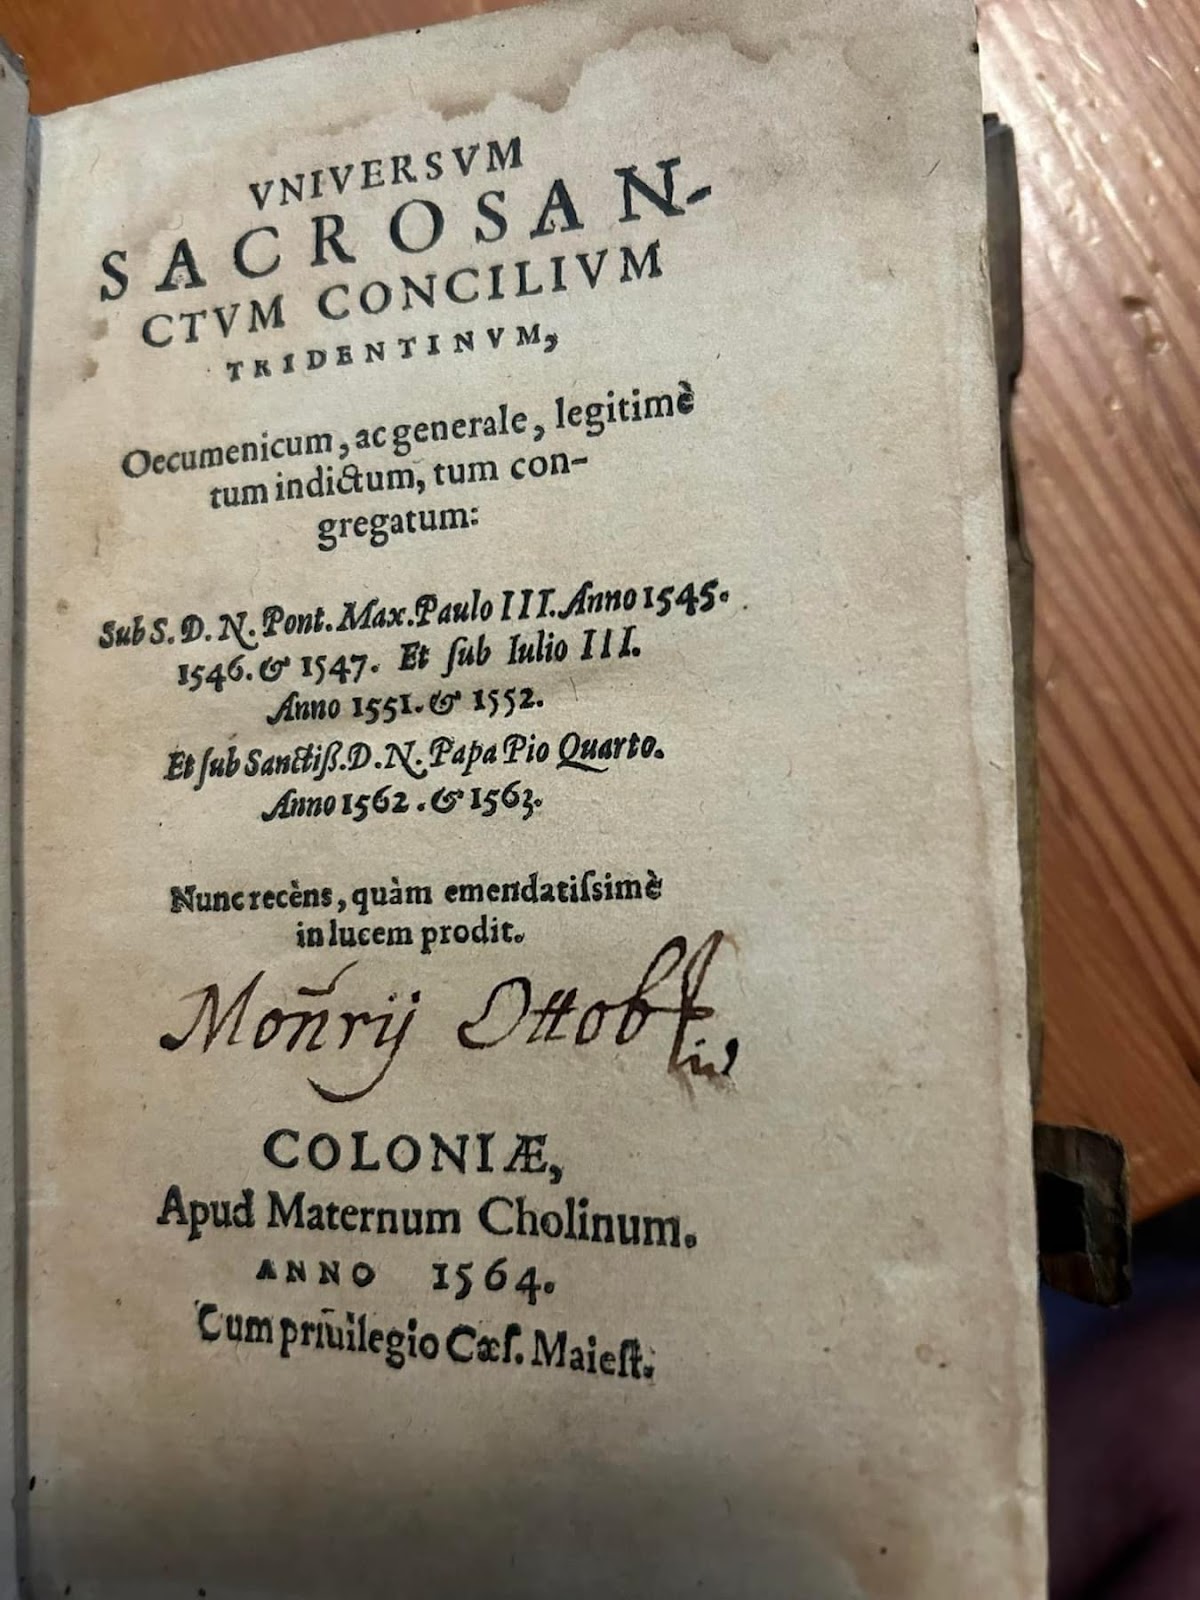 VNIVERSVM
SACROSAN-
CTVM CONCILIVM
TRIDENTINVM,
Oecumenicum, ac generale, legitimè
tum indictum, tum con-
gregatum:
Sub S. D. N. Pont. Max. Paulo III. Anno 1545.
1546. & 1547. Et ſub Iulio III.
Anno 1551. & 1552.
Et ſub Sanctiß. D. N. Papa Pio Quarto.
Anno 1562. & 1563.
Nunc recèns, quàm emendatiſsimè
in lucem prodit.
Mon̄rij Ottob
COLONIÆ,
Apud Maternum Cholinum.
ANNO 1564.
Cum priuilegio Cæſ. Maieſt.